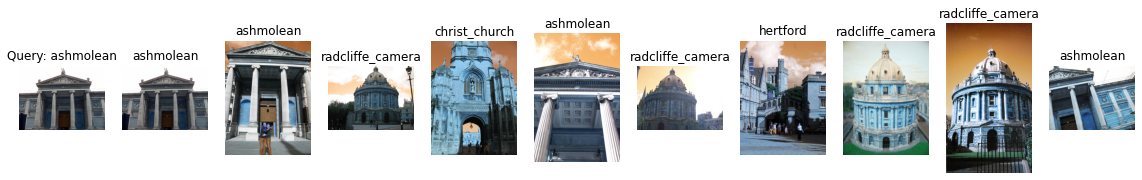 Query: ashmolean
ashmolean
ashmolean
radcliffe_camera
christ_church
ashmolean
radcliffe_camera
hertford
radcliffe_camera
radcliffe_camera
ashmolean